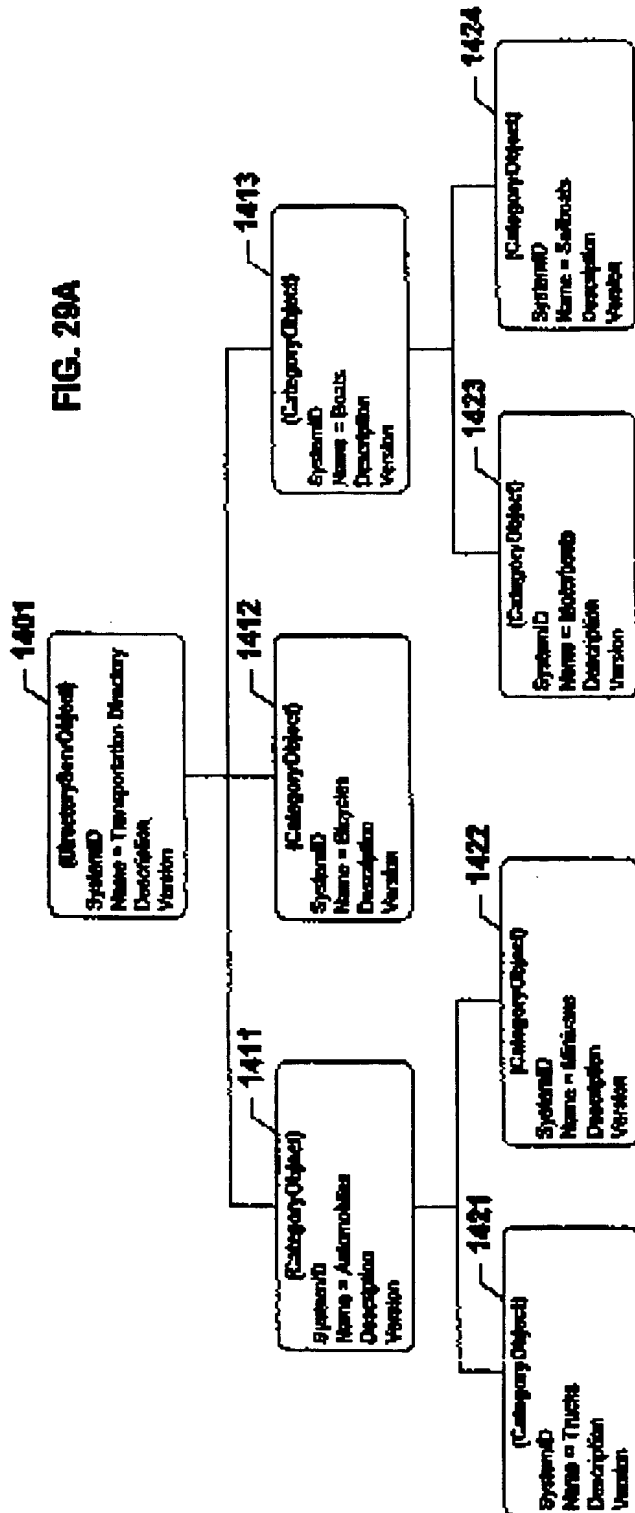 FIG. 29A
1401
(DirectoryServObject)
SystemID
Name = Transportation Directory
Description
Version
1411
(CategoryObject)
SystemID
Name = Automobiles
Description
Version
1412
(CategoryObject)
SystemID
Name = Bicycles
Description
Version
1413
(CategoryObject)
SystemID
Name = Boats
Description
Version
1421
(CategoryObject)
SystemID
Name = Trucks
Description
Version
1422
(CategoryObject)
SystemID
Name = Minivans
Description
Version
1423
(CategoryObject)
SystemID
Name = Motorboats
Description
Version
1424
(CategoryObject)
SystemID
Name = Sailboats
Description
Version